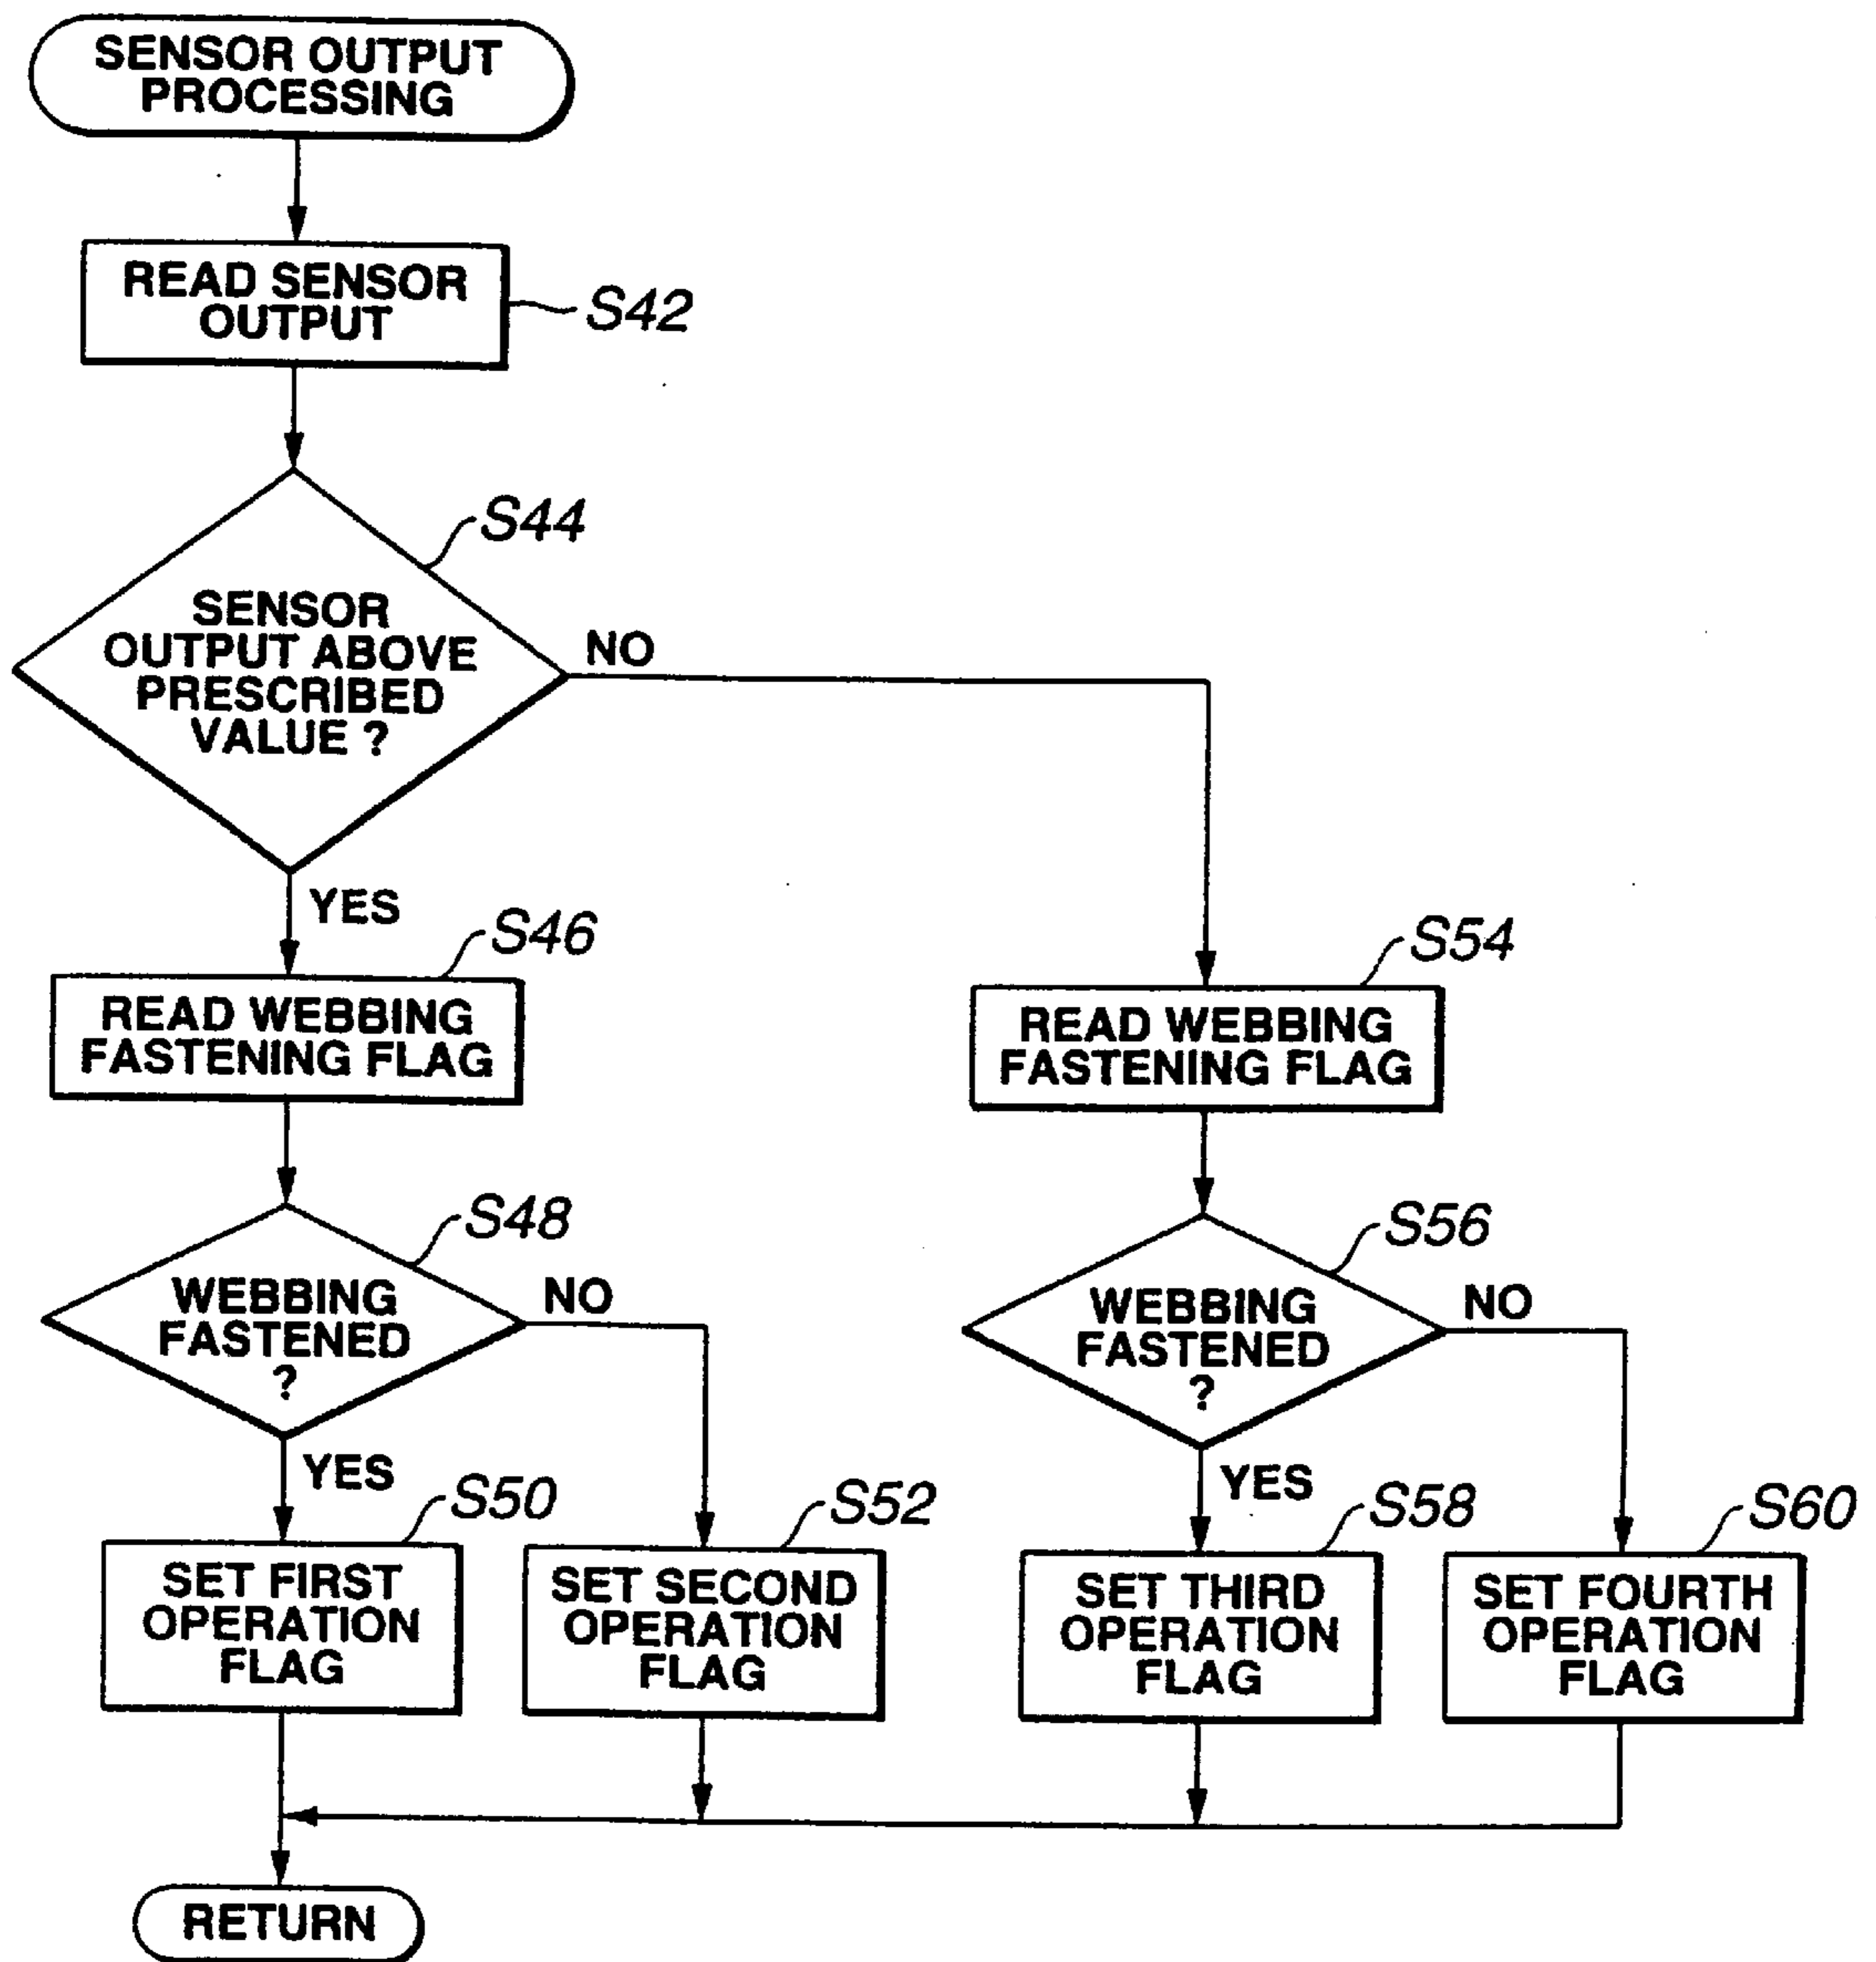 SENSOR OUTPUT
PROCESSING
READ SENSOR
OUTPUT
S42
S44
SENSOR
OUTPUT ABOVE
PRESCRIBED
VALUE ?
NO
YES
S46
READ WEBBING
FASTENING FLAG
S54
READ WEBBING
FASTENING FLAG
S48
WEBBING
FASTENED
?
NO
YES
S56
WEBBING
FASTENED
?
NO
YES
S50
SET FIRST
OPERATION
FLAG
S52
SET SECOND
OPERATION
FLAG
S58
SET THIRD
OPERATION
FLAG
S60
SET FOURTH
OPERATION
FLAG
RETURN